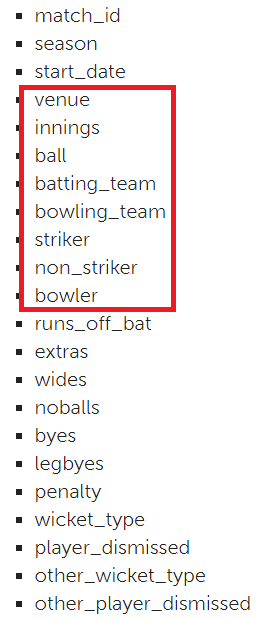 match_id
season
start_date
venue
innings
ball
batting_team
bowling_team
striker
non_striker
bowler
runs_off_bat
extras
wides
noballs
byes
legbyes
penalty
wicket_type
player_dismissed
other_wicket_type
other_player_dismissed